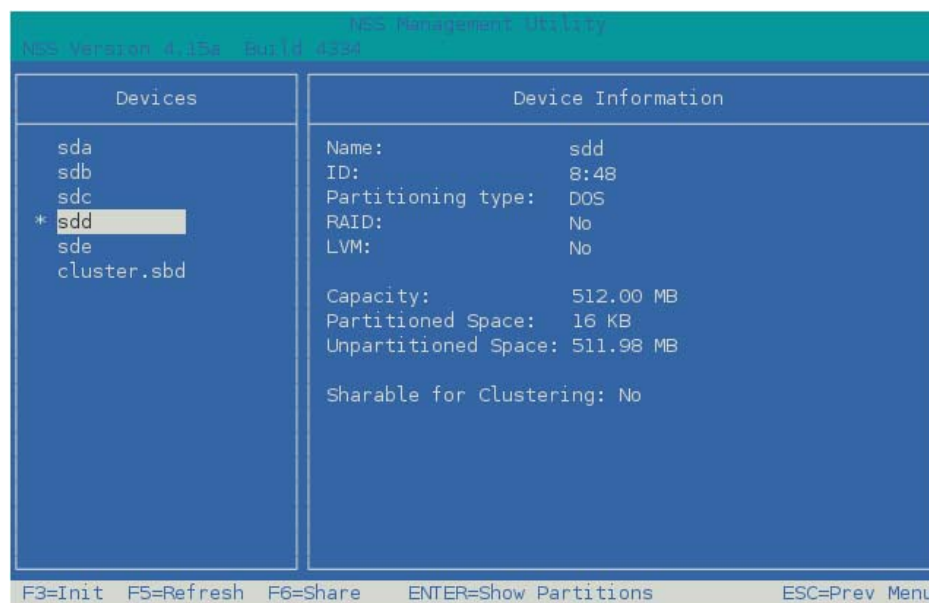 NSS Management Utility
NSS Version 4.15a Build 4334
Devices
sda
sdb
sdc
* sdd
sde
cluster.sbd
Device Information
Name: sdd
ID: 8:48
Partitioning type: DOS
RAID: No
LVM: No
Capacity: 512.00 MB
Partitioned Space: 16 KB
Unpartitioned Space: 511.98 MB
Sharable for Clustering: No
F3=Init F5=Refresh F6=Share ENTER=Show Partitions ESC=Prev Menu